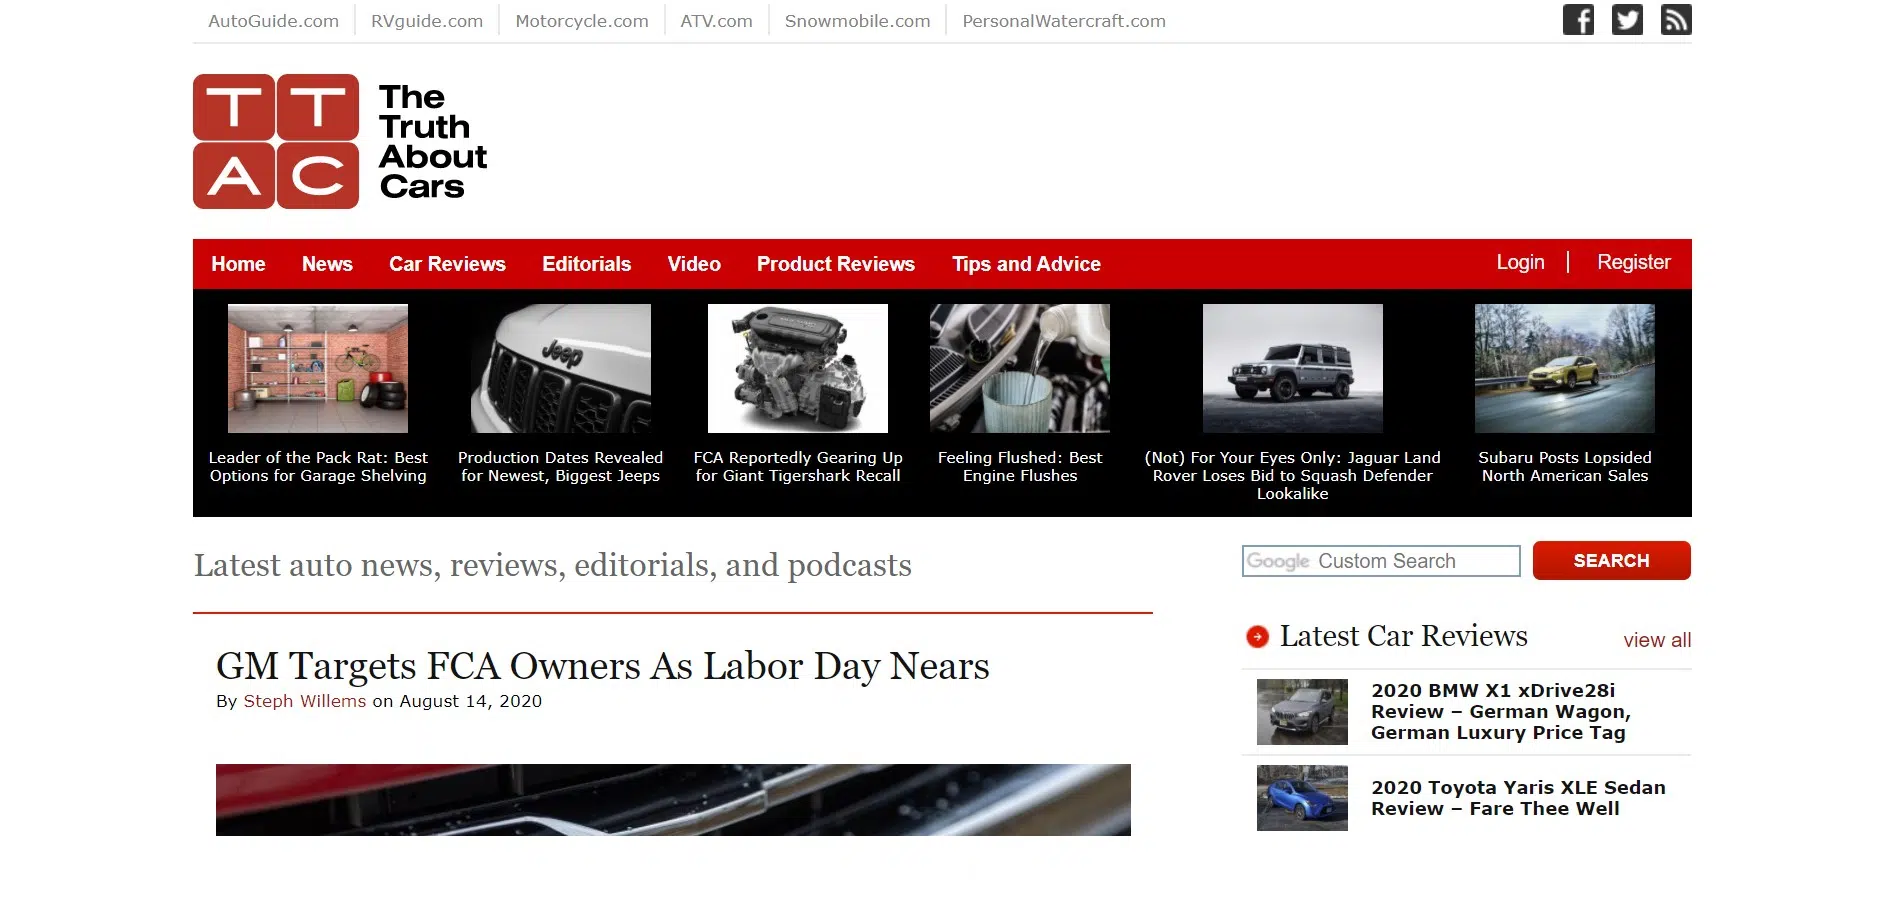 AutoGuide.com RVguide.com Motorcycle.com ATV.com Snowmobile.com PersonalWatercraft.com
TT
AC
The
Truth
About
Cars
Home News Car Reviews Editorials Video Product Reviews Tips and Advice Login | Register
Jeep
Leader of the Pack Rat: Best
Options for Garage Shelving
Production Dates Revealed
for Newest, Biggest Jeeps
FCA Reportedly Gearing Up
for Giant Tigershark Recall
Feeling Flushed: Best
Engine Flushes
(Not) For Your Eyes Only: Jaguar Land
Rover Loses Bid to Squash Defender
Lookalike
Subaru Posts Lopsided
North American Sales
Latest auto news, reviews, editorials, and podcasts
Google Custom Search
SEARCH
GM Targets FCA Owners As Labor Day Nears
By Steph Willems on August 14, 2020
Latest Car Reviews
view all
2020 BMW X1 xDrive28i
Review – German Wagon,
German Luxury Price Tag
2020 Toyota Yaris XLE Sedan
Review – Fare Thee Well